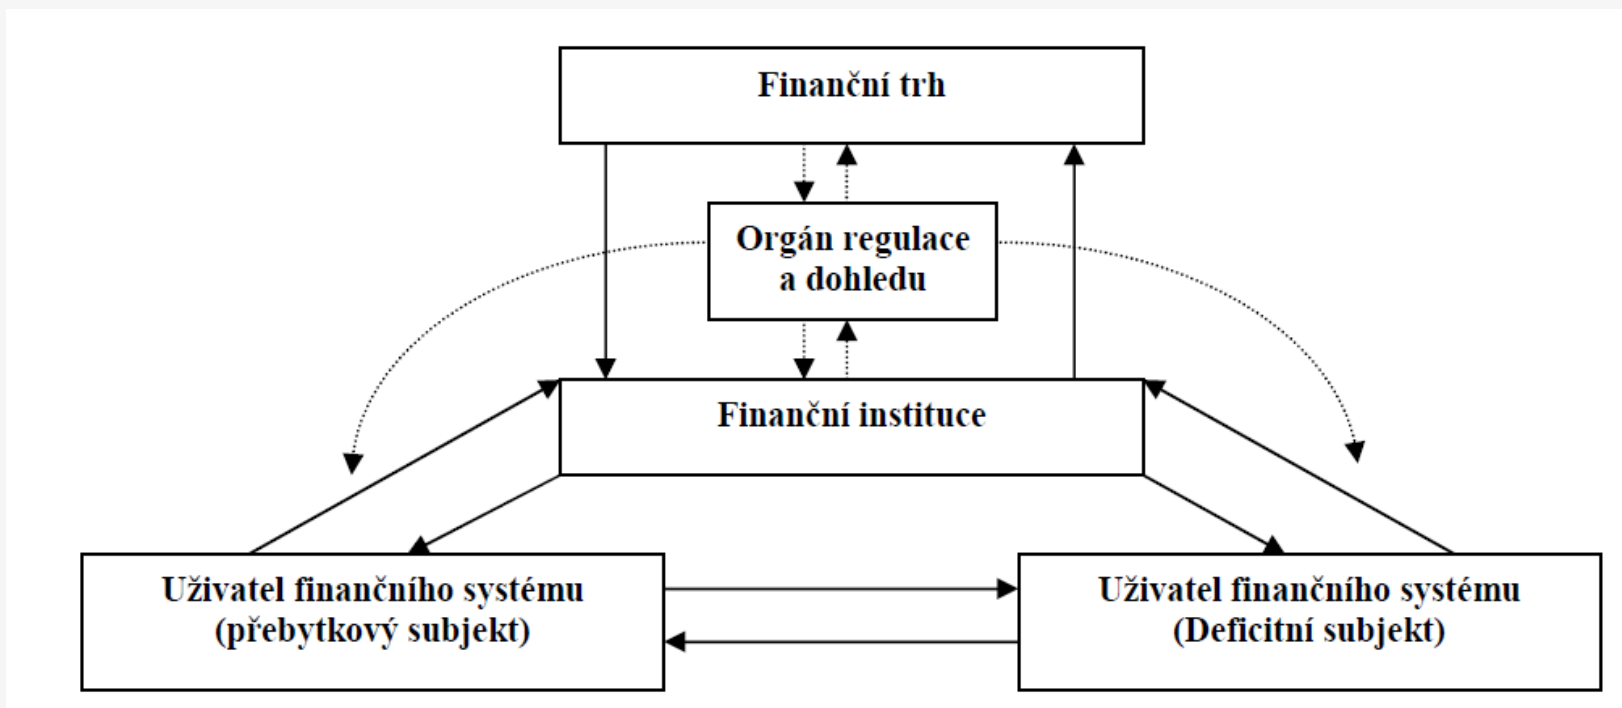 Finanční trh
Orgán regulace
a dohledu
Finanční instituce
Uživatel finančního systému
(přebytkový subjekt)
Uživatel finančního systému
(Deficitní subjekt)